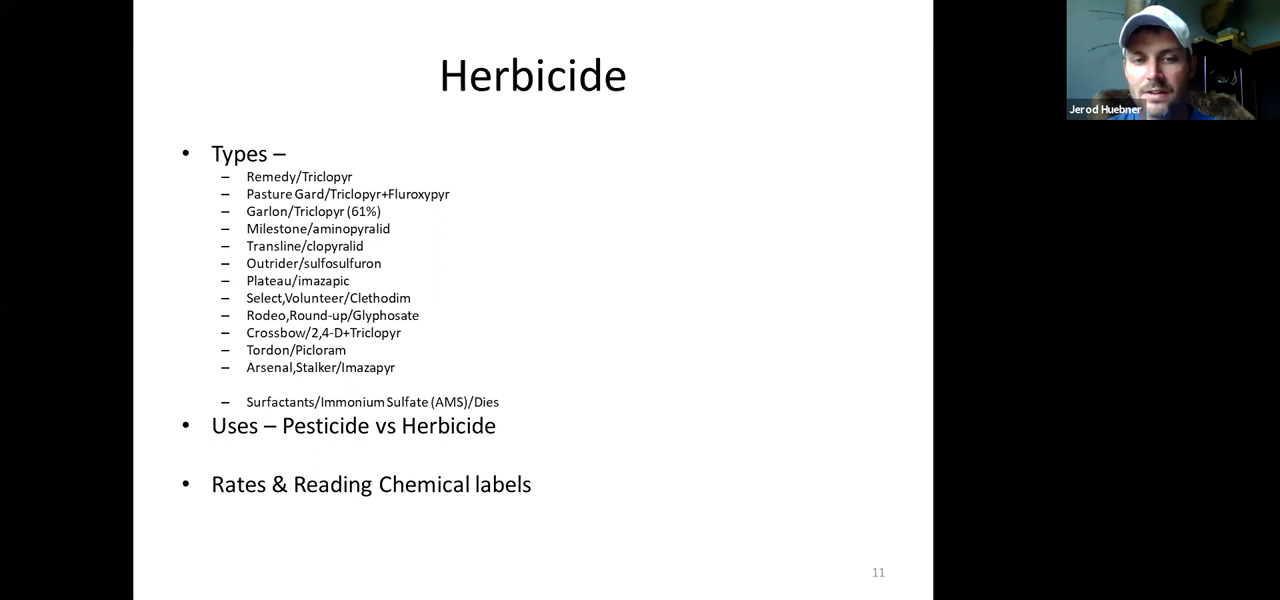 Herbicide
• Types –
– Remedy/Triclopyr
– Pasture Gard/Triclopyr+Fluroxypyr
– Garlon/Triclopyr (61%)
– Milestone/aminopyralid
– Transline/clopyralid
– Outrider/sulfosulfuron
– Plateau/imazapic
– Select,Volunteer/Clethodim
– Rodeo,Round-up/Glyphosate
– Crossbow/2,4-D+Triclopyr
– Tordon/Picloram
– Arsenal,Stalker/Imazapyr
– Surfactants/Immonium Sulfate (AMS)/Dies
• Uses – Pesticide vs Herbicide
• Rates & Reading Chemical labels
11
Jerod Huebner